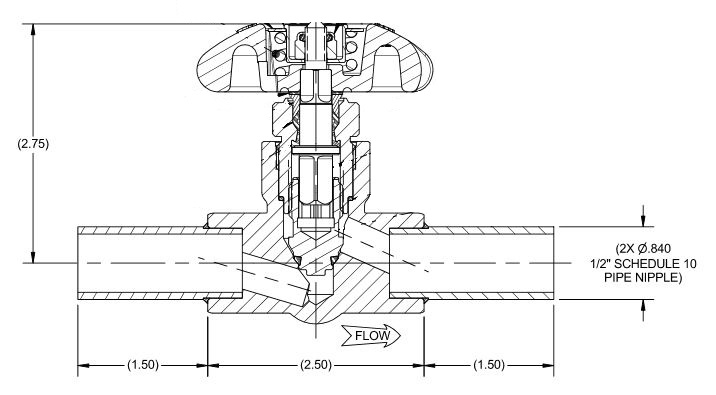 (2.75)
(2X Ø.840
1/2" SCHEDULE 10
PIPE NIPPLE)
FLOW
(1.50)
(2.50)
(1.50)